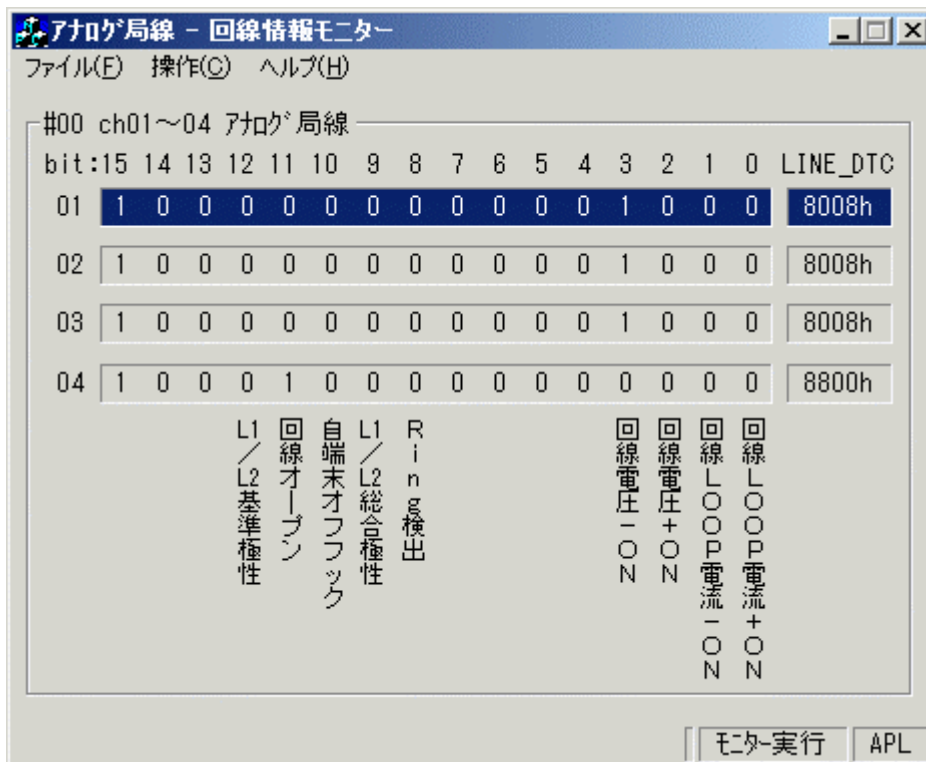 アナログ局線 - 回線情報モニター
ファイル(F) 操作(C) ヘルプ(H)
#00 ch01～04 アナログ局線
bit:15 14 13 12 11 10 9 8 7 6 5 4 3 2 1 0 LINE_DTC
01 1 0 0 0 0 0 0 0 0 0 0 0 1 0 0 0 8008h
02 1 0 0 0 0 0 0 0 0 0 0 0 1 0 0 0 8008h
03 1 0 0 0 0 0 0 0 0 0 0 0 1 0 0 0 8008h
04 1 0 0 0 1 0 0 0 0 0 0 0 0 0 0 0 8800h
L1／L2基準極性
回線オープン
自端末オフフック
L1／L2総合極性
Ring検出
回線電圧－ON
回線電圧＋ON
回線LOOP電流－ON
回線LOOP電流＋ON
モニター実行 APL